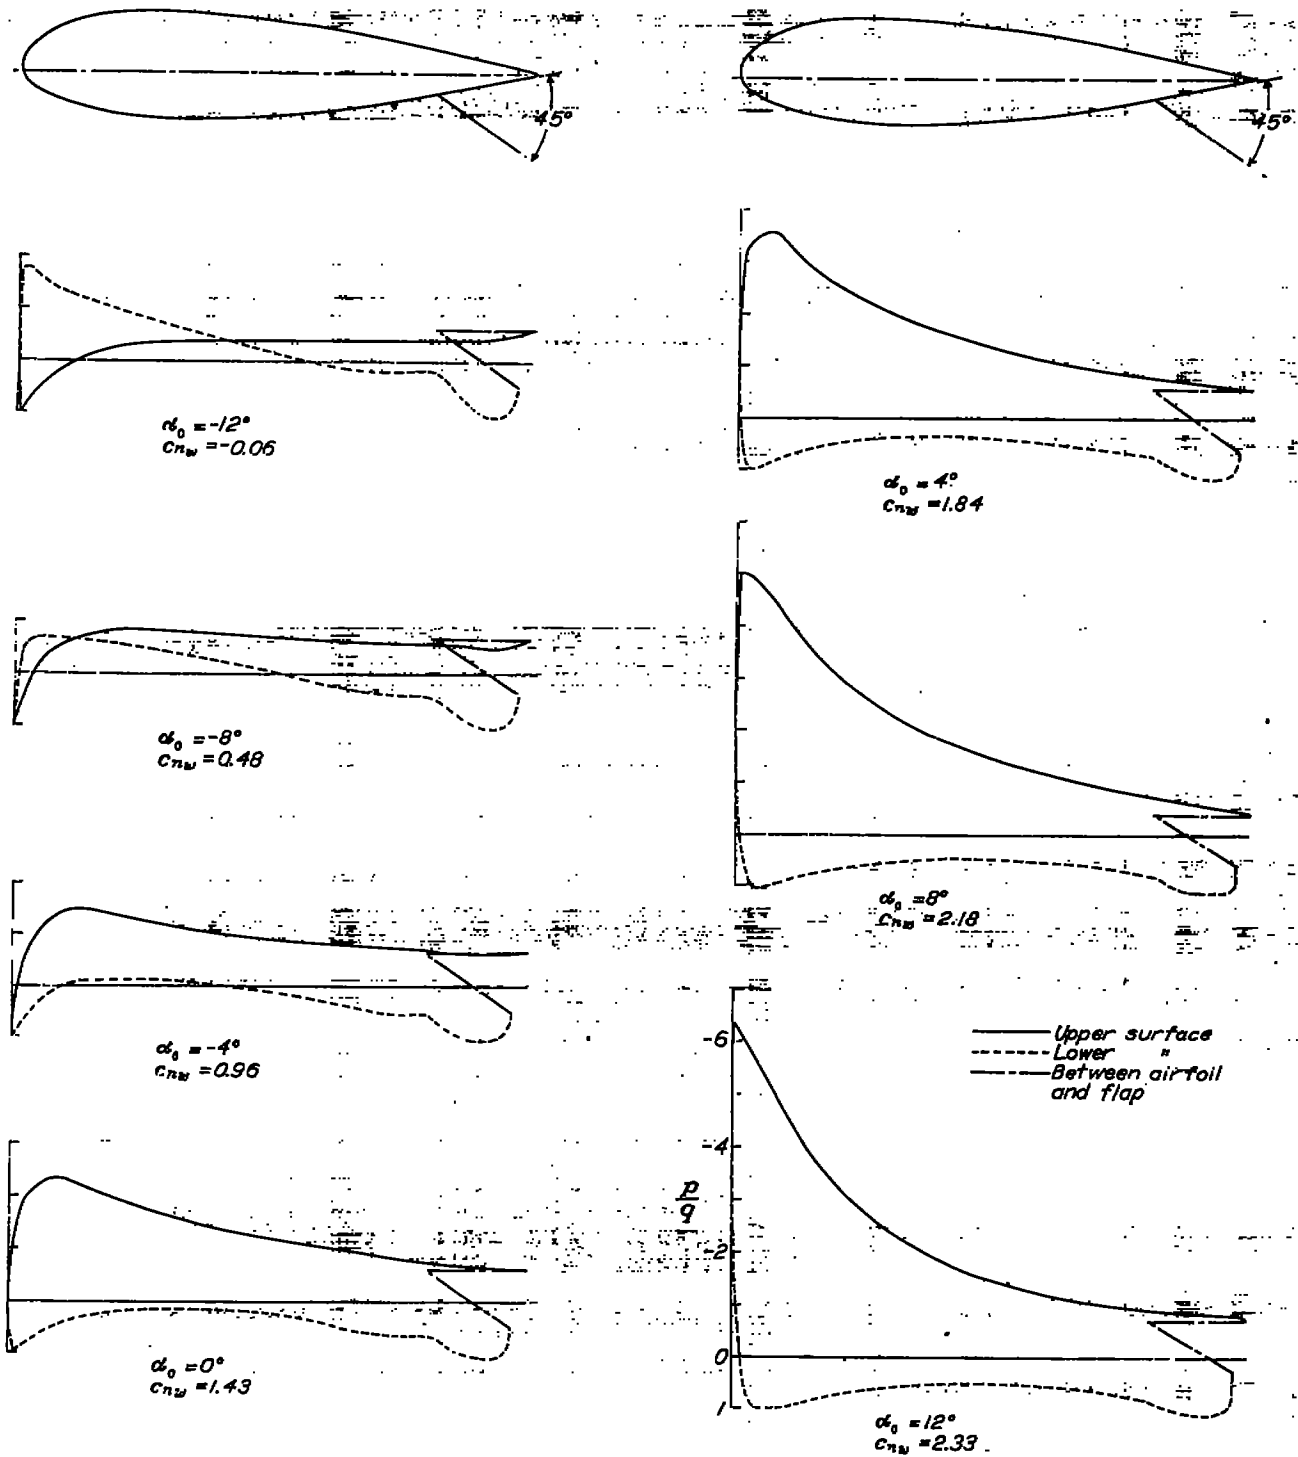 45°
45°
α₀ = -12°
cnw = -0.06
α₀ = -8°
cnw = 0.48
α₀ = -4°
cnw = 0.96
α₀ = 0°
cnw = 1.43
α₀ = 4°
cnw = 1.84
α₀ = 8°
cnw = 2.18
Upper surface
Lower "
Between airfoil
and flap
-6
-4
p/q
-2
0
1
α₀ = 12°
cnw = 2.33